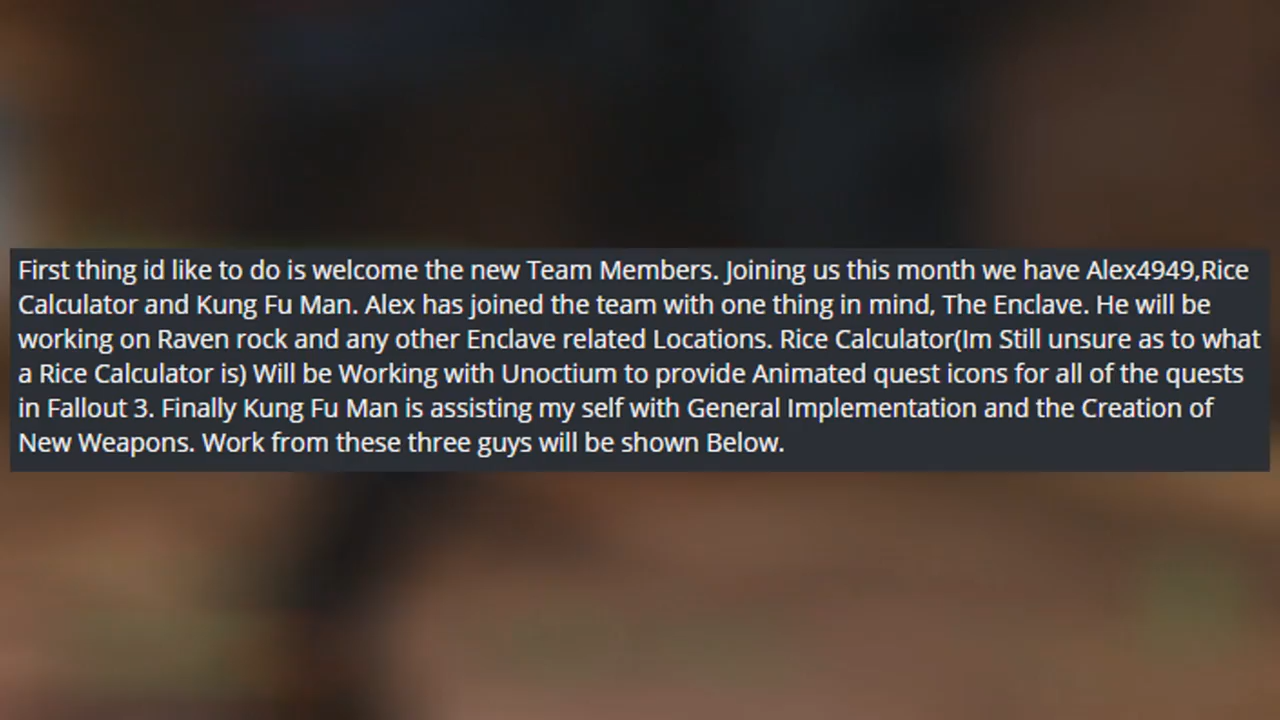 First thing id like to do is welcome the new Team Members. Joining us this month we have Alex4949,Rice
Calculator and Kung Fu Man. Alex has joined the team with one thing in mind, The Enclave. He will be
working on Raven rock and any other Enclave related Locations. Rice Calculator(Im Still unsure as to what
a Rice Calculator is) Will be Working with Unoctium to provide Animated quest icons for all of the quests
in Fallout 3. Finally Kung Fu Man is assisting my self with General Implementation and the Creation of
New Weapons. Work from these three guys will be shown Below.